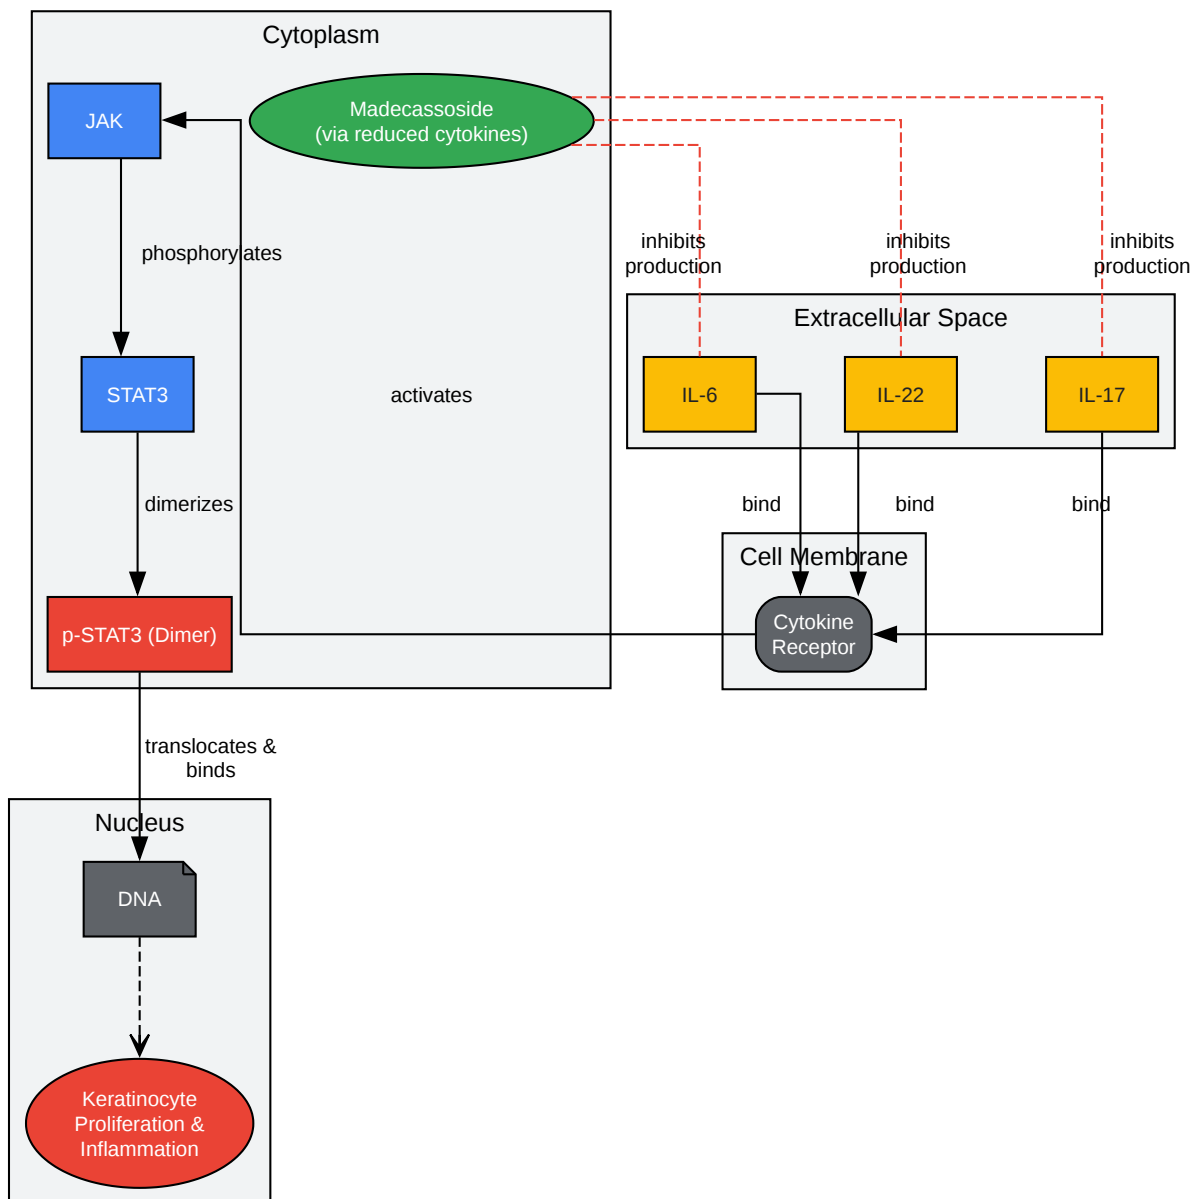 Cytoplasm
JAK
Madecassoside
(via reduced cytokines)
phosphorylates
inhibits
production
inhibits
production
inhibits
production
Extracellular Space
STAT3
activates
IL-6
IL-22
IL-17
dimerizes
bind
bind
bind
Cell Membrane
p-STAT3 (Dimer)
Cytokine
Receptor
translocates &
binds
Nucleus
DNA
Keratinocyte
Proliferation &
Inflammation